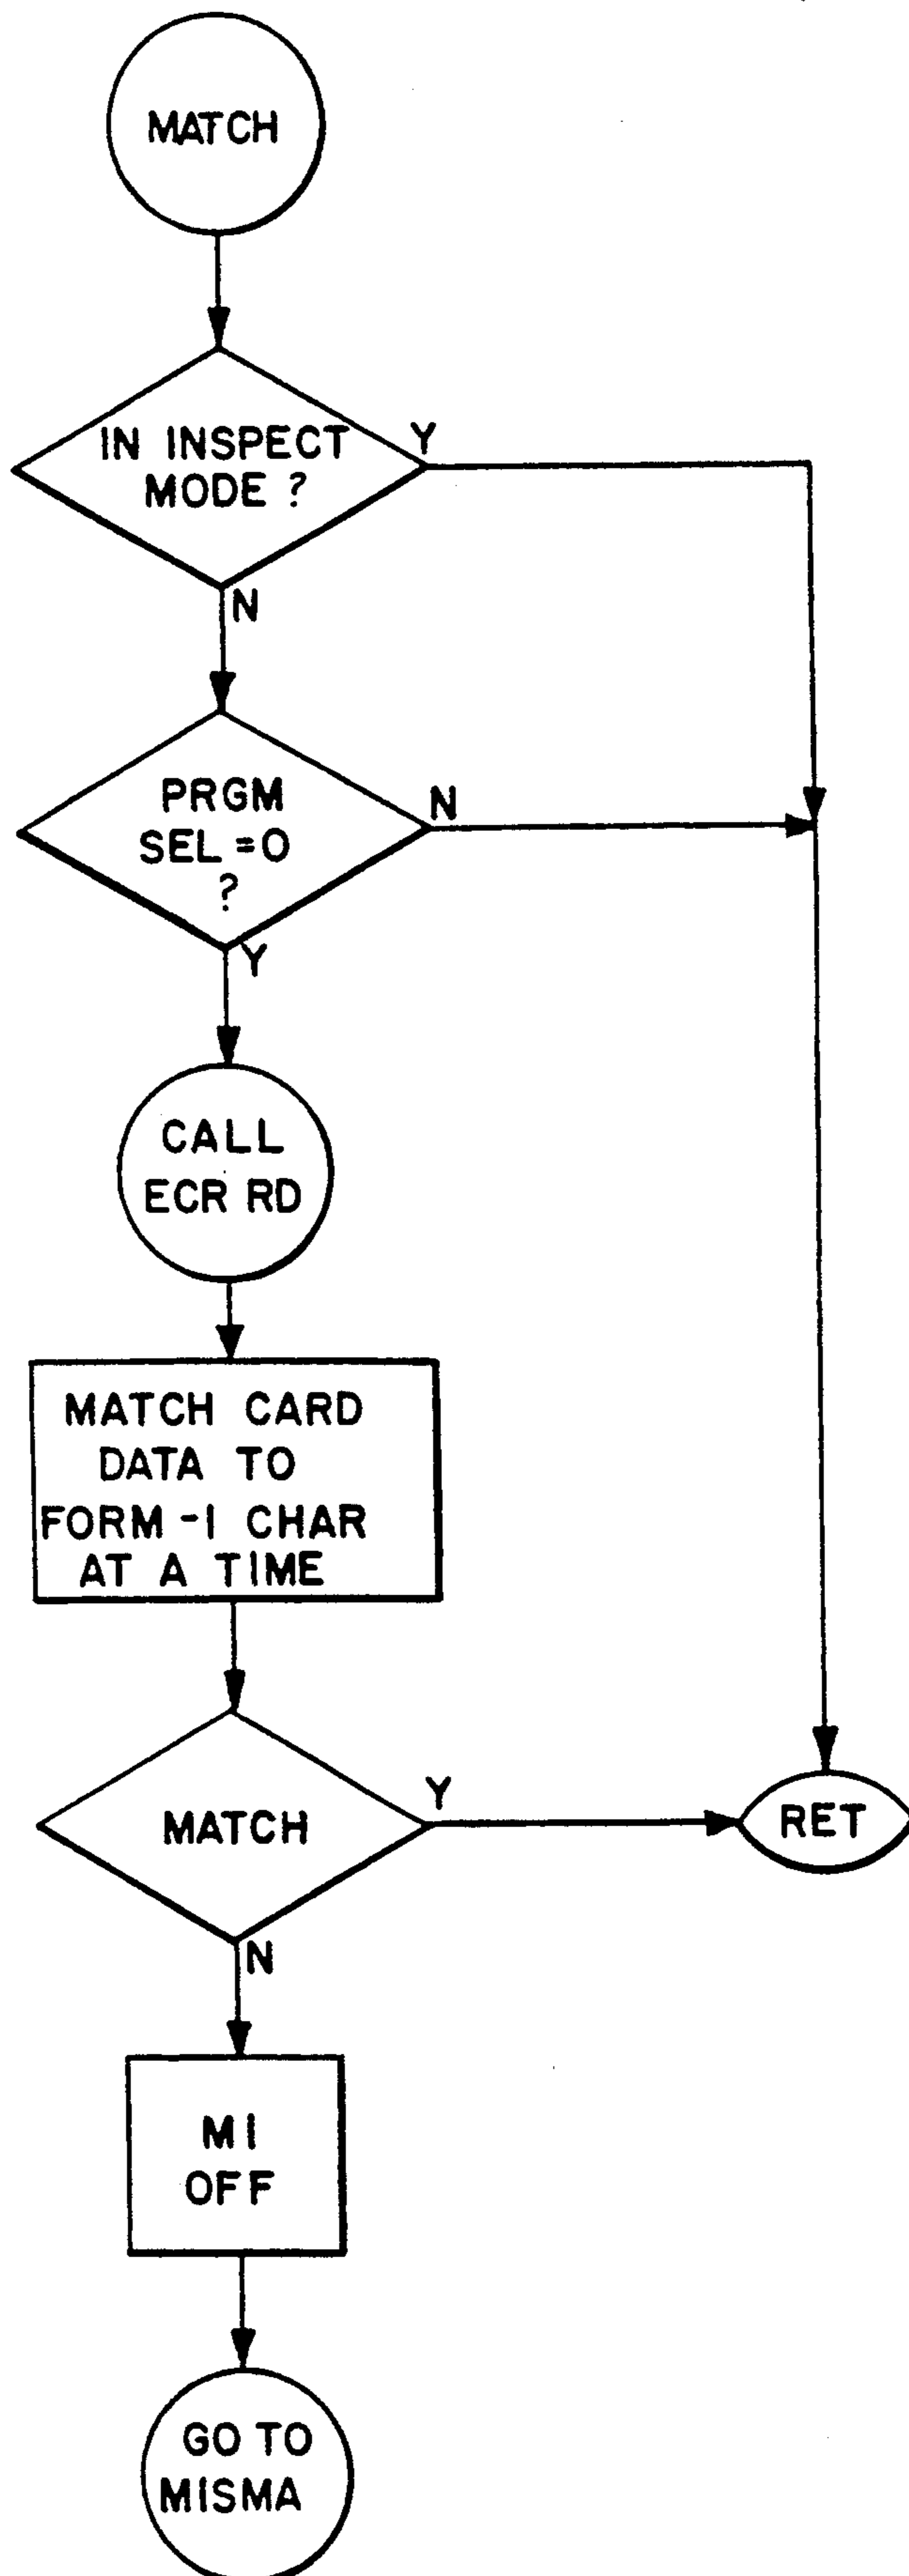 MATCH
IN INSPECT
MODE ?
Y
N
PRGM
SEL = 0
?
N
Y
CALL
ECR RD
MATCH CARD
DATA TO
FORM -1 CHAR
AT A TIME
MATCH
Y
RET
N
M1
OFF
GO TO
MISMA